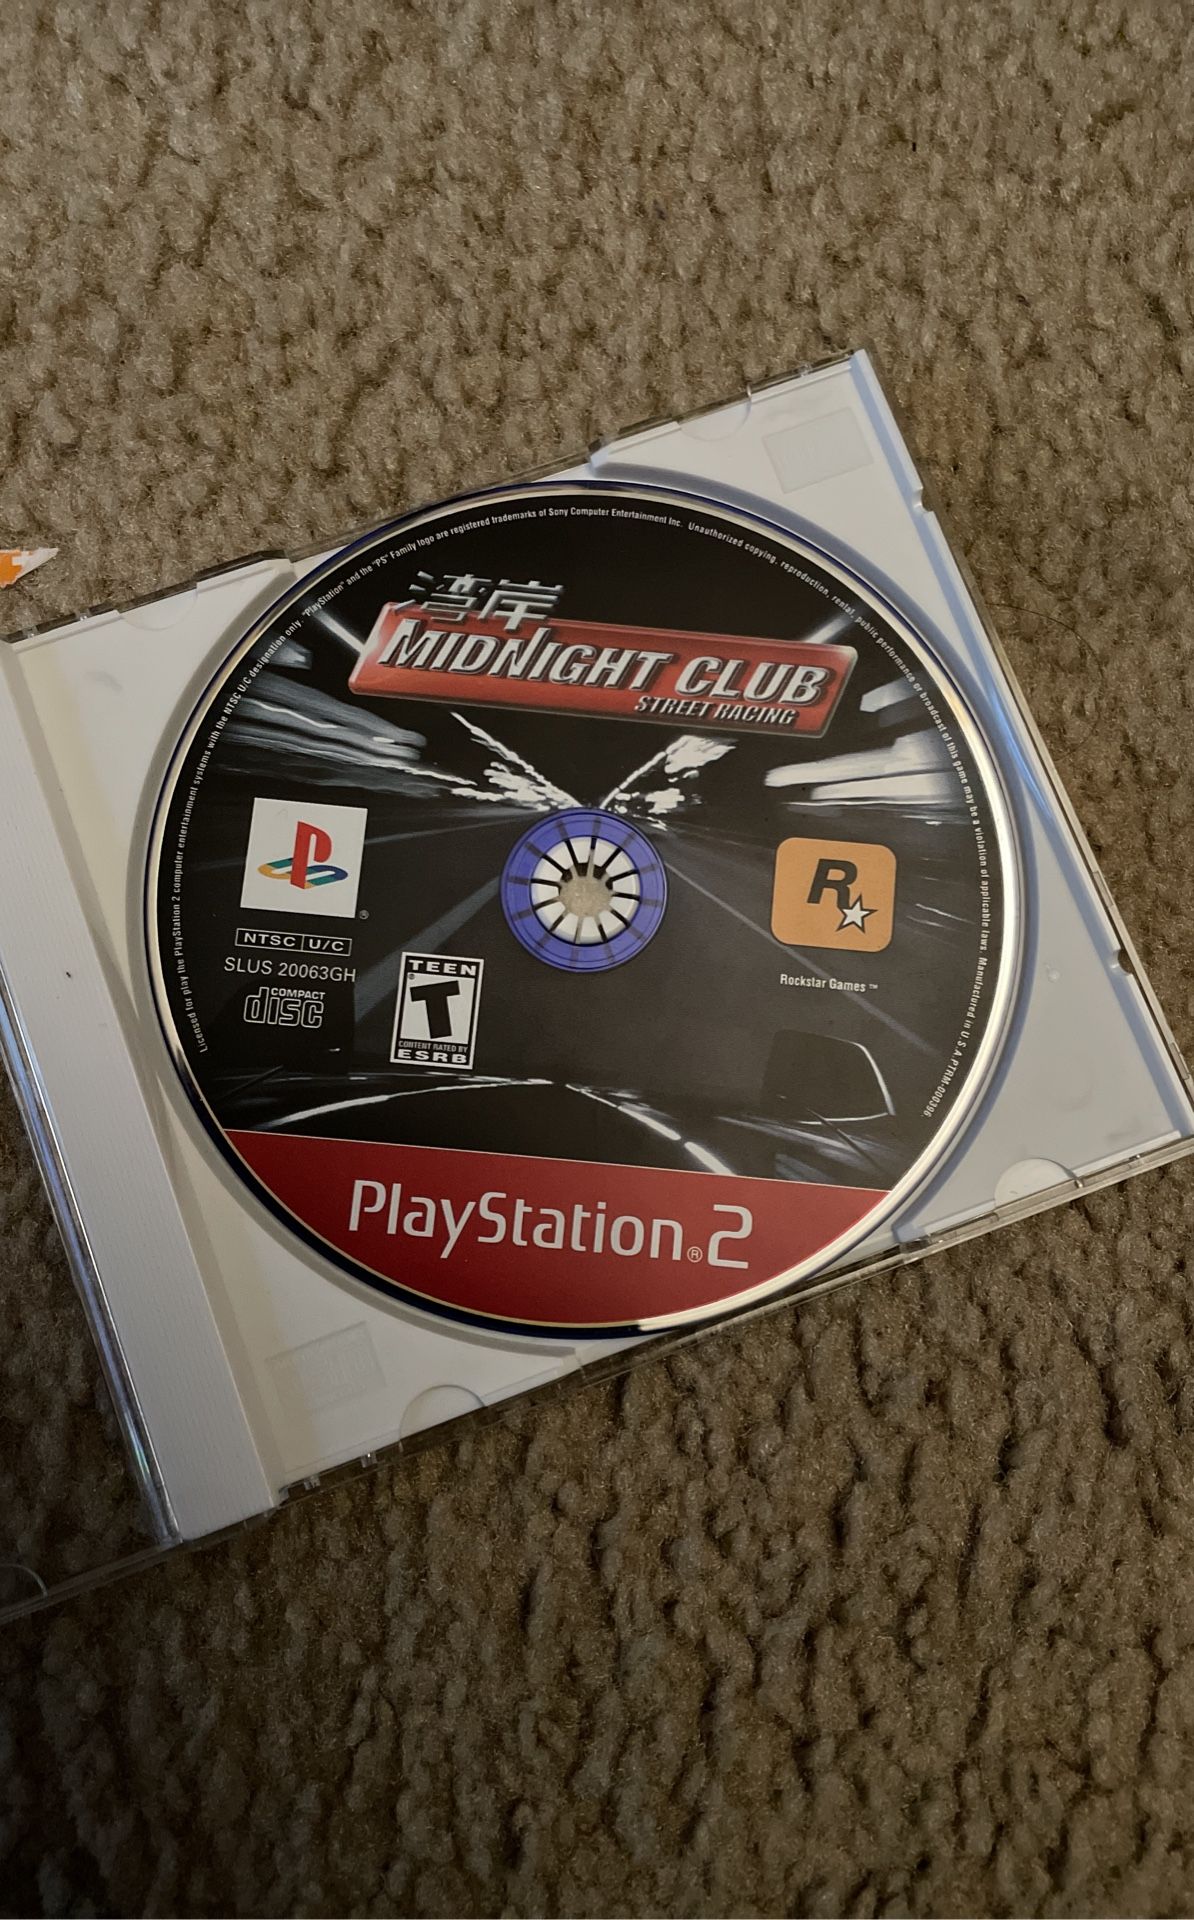 Licensed for play the PlayStation 2 computer entertainment systems with the NTSC U/C designation only. "PlayStation" and the "PS" Family logo are registered trademarks of Sony Computer Entertainment Inc. Unauthorized copying, reproduction, rental, public performance or broadcast of this game may be a violation of applicable laws. Manufactured in U.S.A. PTRM-000396.
湾岸
MIDNIGHT CLUB
STREET RACING
R
Rockstar Games™
NTSC U/C
SLUS 20063GH
COMPACT
disc
TEEN
T
CONTENT RATED BY
ESRB
PlayStation®2